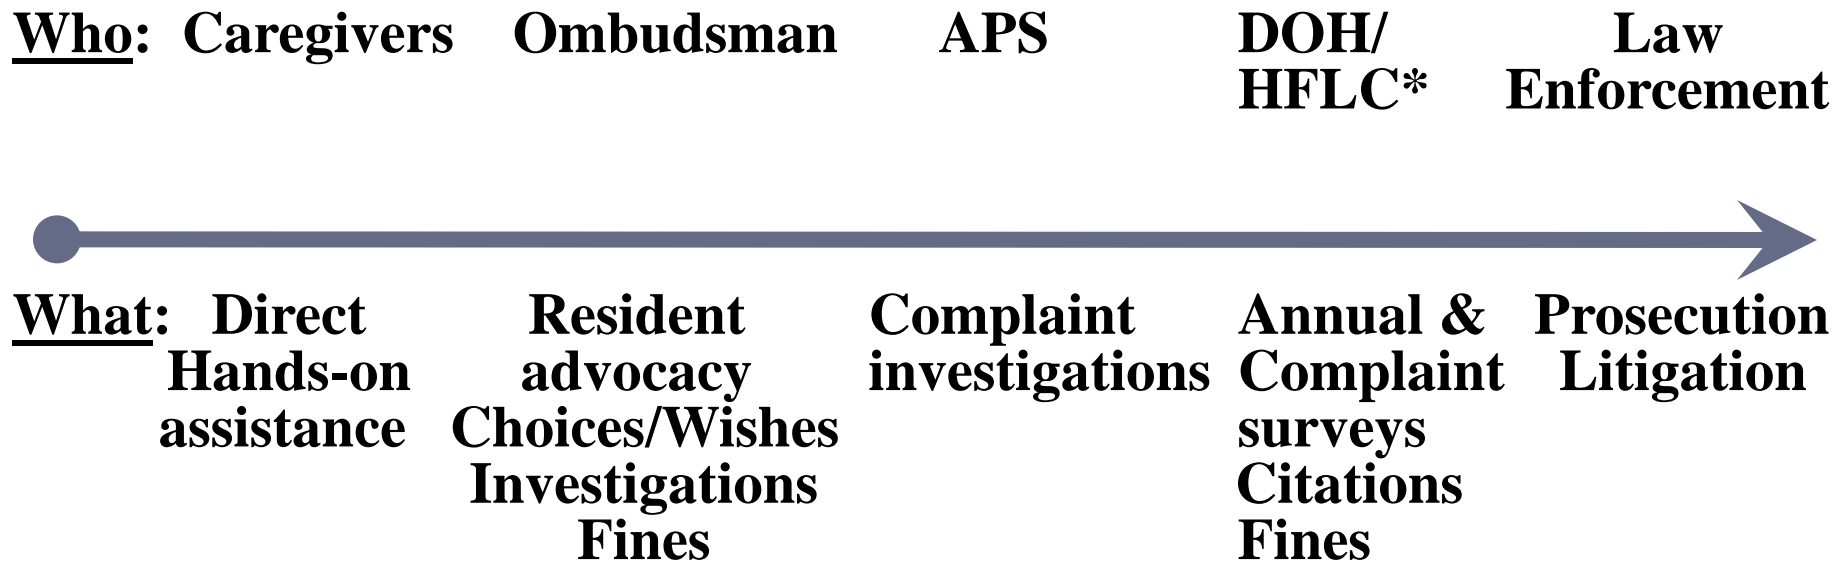 Who: Caregivers Ombudsman APS DOH/ Law
HFLC* Enforcement
What: Direct Resident Complaint Annual & Prosecution
Hands-on advocacy investigations Complaint Litigation
assistance Choices/Wishes surveys
Investigations Citations
Fines Fines